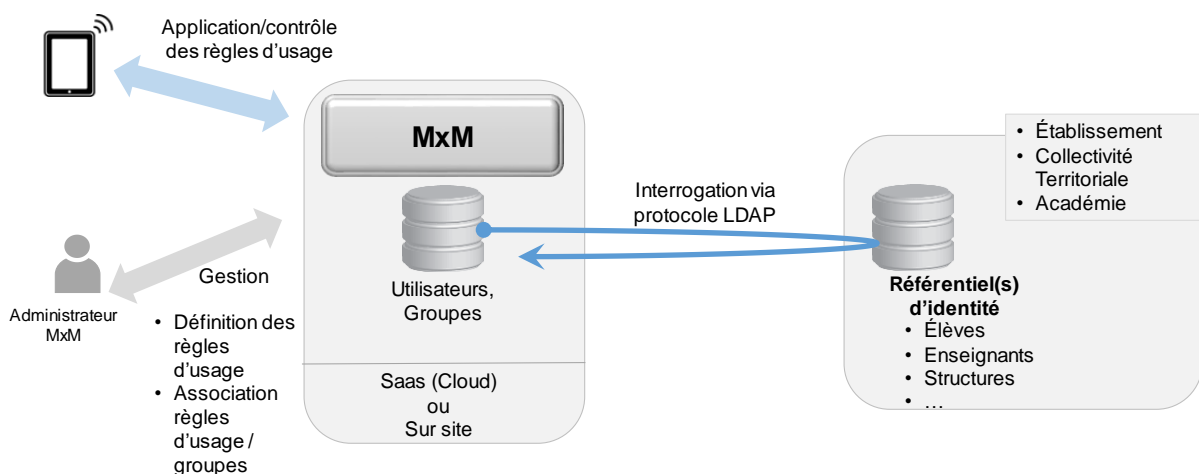 Application/contrôle
des règles d'usage
MxM
Utilisateurs,
Groupes
Saas (Cloud)
ou
Sur site
Gestion
Administrateur
MxM
• Définition des
règles
d'usage
• Association
règles
d'usage /
groupes
Interrogation via
protocole LDAP
• Établissement
• Collectivité
Territoriale
• Académie
Référentiel(s)
d'identité
• Élèves
• Enseignants
• Structures
• …